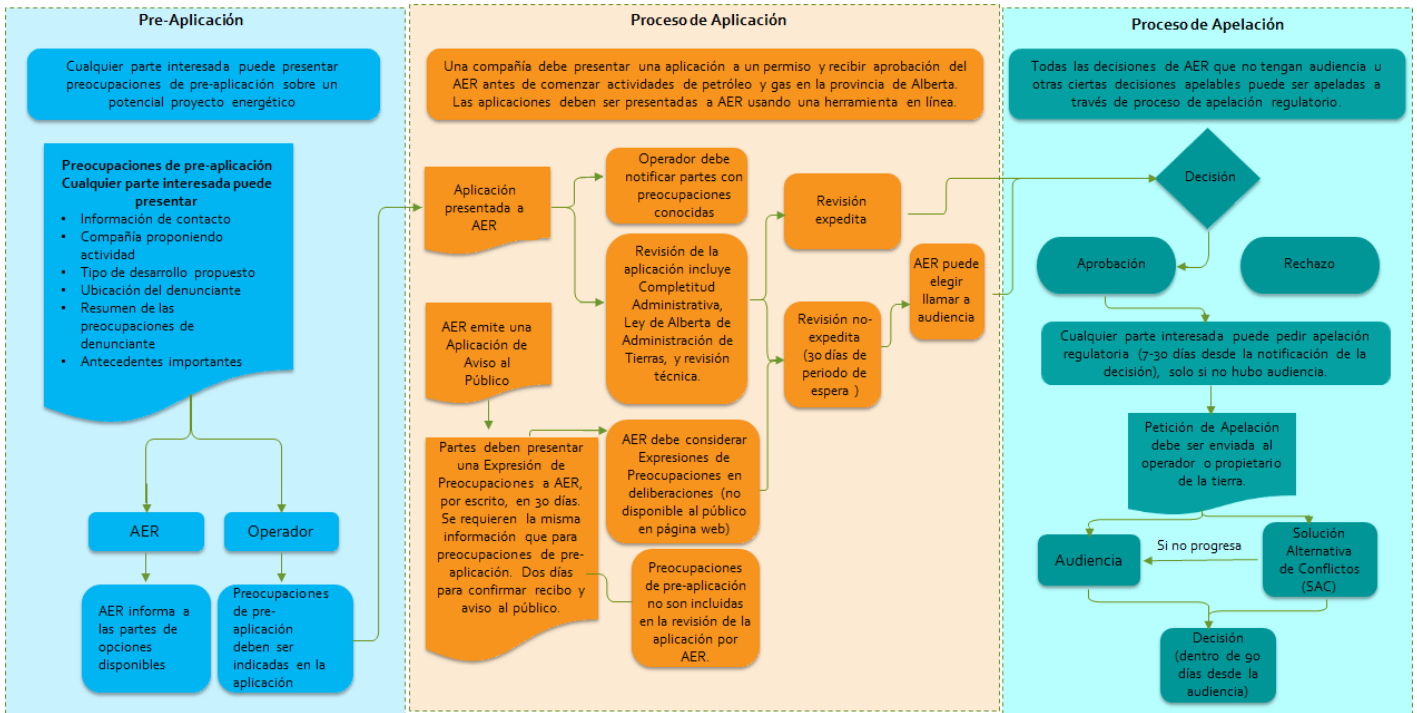 Pre-Aplicación
Cualquier parte interesada puede presentar
preocupaciones de pre-aplicación sobre un
potencial proyecto energético
Preocupaciones de pre-aplicación
Cualquier parte interesada puede
presentar
• Información de contacto
• Compañía proponiendo
actividad
• Tipo de desarrollo propuesto
• Ubicación del denunciante
• Resumen de las
preocupaciones de
denunciante
• Antecedentes importantes
AER
Operador
AER informa a
las partes de
opciones
disponibles
Preocupaciones
de pre-
aplicación
deben ser
indicadas en la
aplicación
Proceso de Aplicación
Una compañía debe presentar una aplicación a un permiso y recibir aprobación del
AER antes de comenzar actividades de petróleo y gas en la provincia de Alberta.
Las aplicaciones deben ser presentadas a AER usando una herramienta en línea.
Aplicación
presentada a
AER
Operador debe
notificar partes con
preocupaciones
conocidas
Revisión de la
aplicación incluye
Completitud
Administrativa,
Ley de Alberta de
Administración de
Tierras, y revisión
técnica.
Revisión
expedita
Revisión no-
expedita
(30 días de
periodo de
espera )
AER puede
elegir
llamar a
audiencia
AER emite una
Aplicación de
Aviso al
Público
Partes deben presentar
una Expresión de
Preocupaciones a AER,
por escrito, en 30 días.
Se requieren la misma
información que para
preocupaciones de pre-
aplicación. Dos días
para confirmar recibo y
aviso al público.
AER debe considerar
Expresiones de
Preocupaciones en
deliberaciones (no
disponible al público
en página web)
Preocupaciones
de pre-aplicación
no son incluidas
en la revisión de la
aplicación por
AER.
Proceso de Apelación
Todas las decisiones de AER que no tengan audiencia u
otras ciertas decisiones apelables puede ser apeladas a
través de proceso de apelación regulatorio.
Decisión
Aprobación
Rechazo
Cualquier parte interesada puede pedir apelación
regulatoria (7-30 días desde la notificación de la
decisión), solo si no hubo audiencia.
Petición de Apelación
debe ser enviada al
operador o propietario
de la tierra.
Audiencia
Si no progresa
Solución
Alternativa
de Conflictos
(SAC)
Decisión
(dentro de 90
días desde la
audiencia)